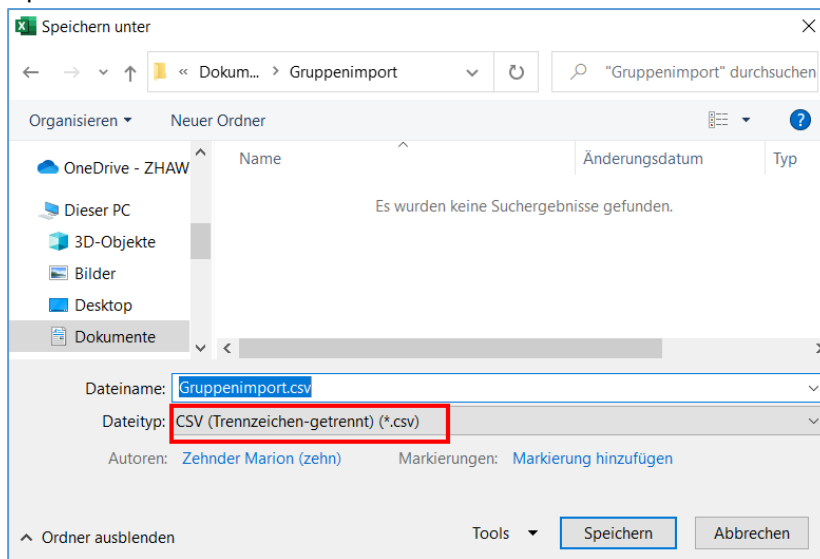 Speichern unter
« Dokum... > Gruppenimport
"Gruppenimport" durchsuchen
Organisieren
Neuer Ordner
?
Name
Änderungsdatum
Typ
OneDrive - ZHAW
Es wurden keine Suchergebnisse gefunden.
Dieser PC
3D-Objekte
Bilder
Desktop
Dokumente
Dateiname: Gruppenimport.csv
Dateityp: CSV (Trennzeichen-getrennt) (*.csv)
Autoren: Zehnder Marion (zehn) Markierungen: Markierung hinzufügen
Ordner ausblenden
Tools
Speichern
Abbrechen